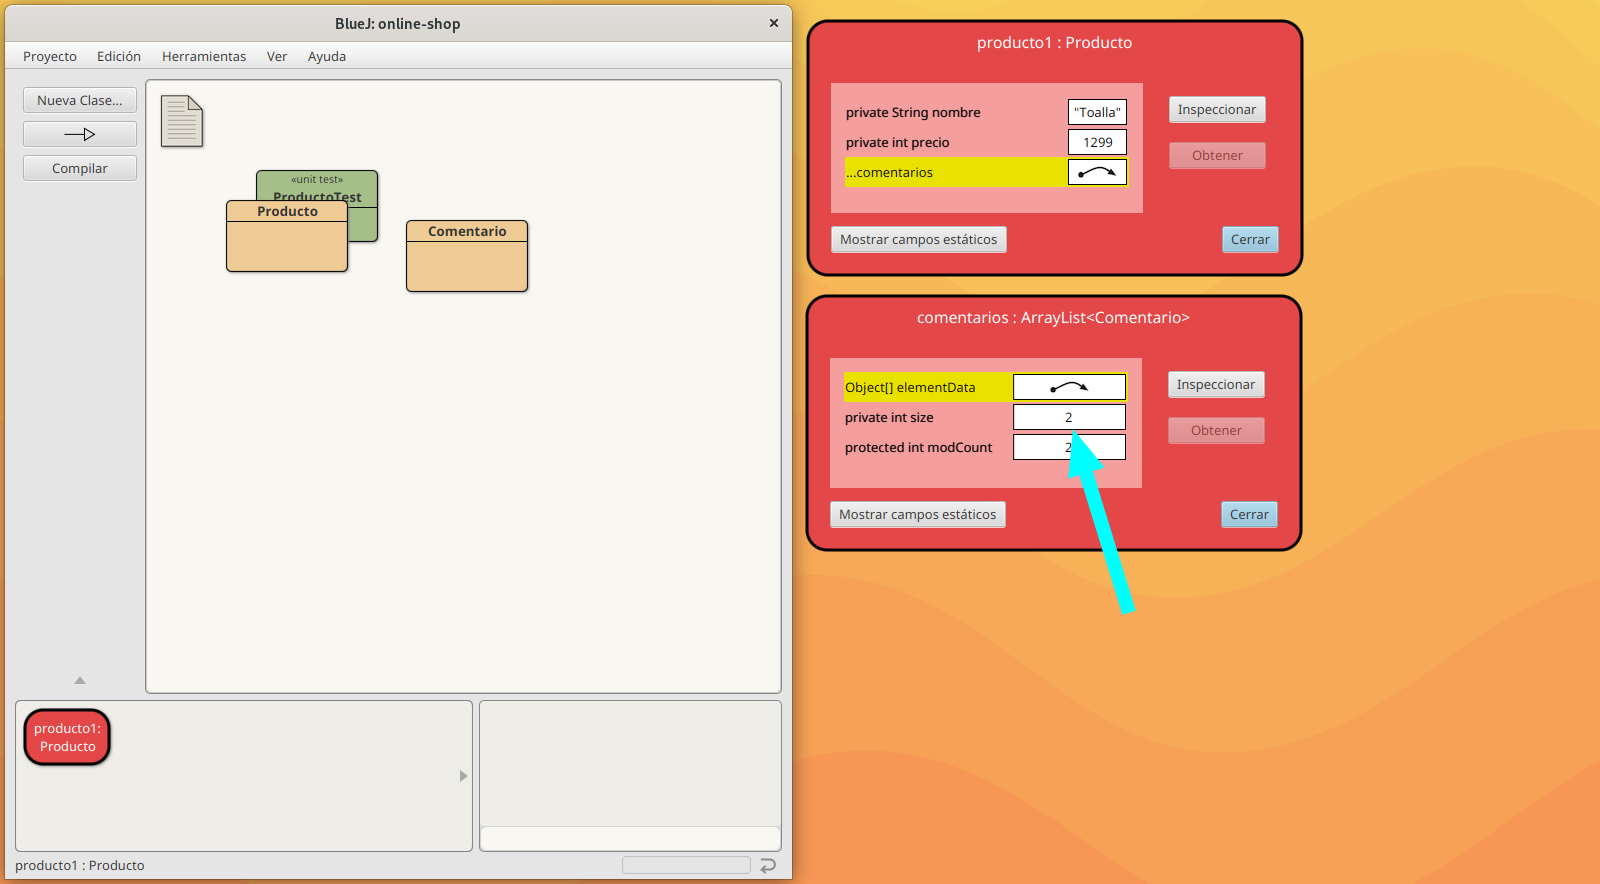 BlueJ: online-shop
Proyecto Edición Herramientas Ver Ayuda
Nueva Clase...
Compilar
«unit test»
ProductoTest
Producto
Comentario
producto1:
Producto
producto1 : Producto
producto1 : Producto
private String nombre "Toalla"
private int precio 1299
...comentarios
Inspeccionar
Obtener
Mostrar campos estáticos
Cerrar
comentarios : ArrayList<Comentario>
Object[] elementData
private int size 2
protected int modCount 2
Inspeccionar
Obtener
Mostrar campos estáticos
Cerrar